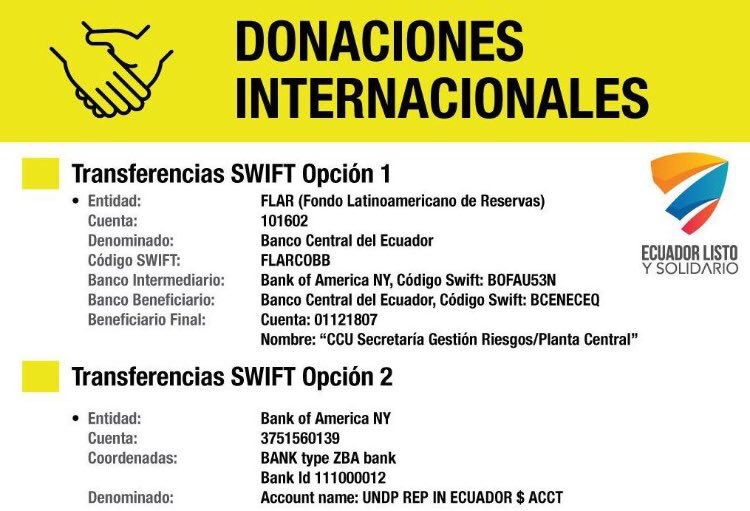 DONACIONES
INTERNACIONALES
Transferencias SWIFT Opción 1
• Entidad: FLAR (Fondo Latinoamericano de Reservas)
Cuenta: 101602
Denominado: Banco Central del Ecuador
Código SWIFT: FLARCOBB
Banco Intermediario: Bank of America NY, Código Swift: BOFAU53N
Banco Beneficiario: Banco Central del Ecuador, Código Swift: BCENECEQ
Beneficiario Final: Cuenta: 01121807
Nombre: “CCU Secretaría Gestión Riesgos/Planta Central”
ECUADOR LISTO
Y SOLIDARIO
Transferencias SWIFT Opción 2
• Entidad: Bank of America NY
Cuenta: 3751560139
Coordenadas: BANK type ZBA bank
Bank Id 111000012
Denominado: Account name: UNDP REP IN ECUADOR $ ACCT